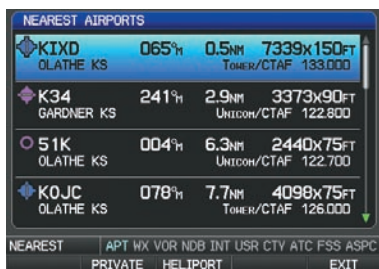 NEAREST AIRPORTS
KIXD 065°M 0.5NM 7339x150FT
OLATHE KS TOWER/CTAF 133.000
K34 241°M 2.9NM 3373x90FT
GARDNER KS UNICOM/CTAF 122.800
51K 004°M 6.3NM 2440x75FT
OLATHE KS UNICOM/CTAF 122.700
KOJC 078°M 7.7NM 4098x75FT
OLATHE KS TOWER/CTAF 126.000
NEAREST APT WX VOR NDB INT USR CTY ATC FSS ASPC
PRIVATE HELIPORT EXIT